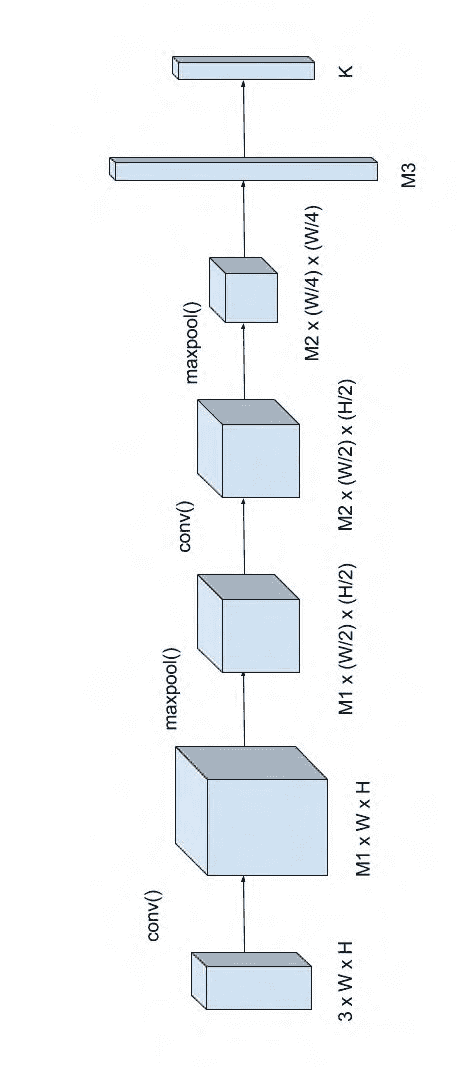 conv()
maxpool()
conv()
maxpool()
3 x W x H
M1 x W x H
M1 x (W/2) x (H/2)
M2 x (W/2) x (H/2)
M2 x (W/4) x (W/4)
M3
K